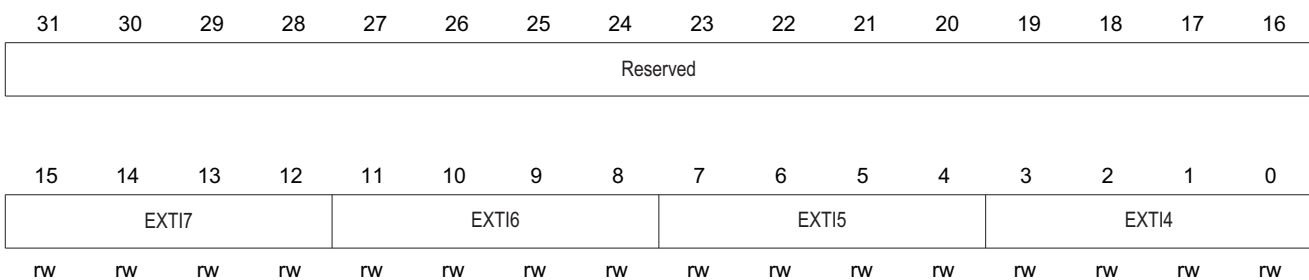 31 30 29 28 27 26 25 24 23 22 21 20 19 18 17 16
Reserved
15 14 13 12 11 10 9 8 7 6 5 4 3 2 1 0
EXTI7 EXTI6 EXTI5 EXTI4
rw rw rw rw rw rw rw rw rw rw rw rw rw rw rw rw